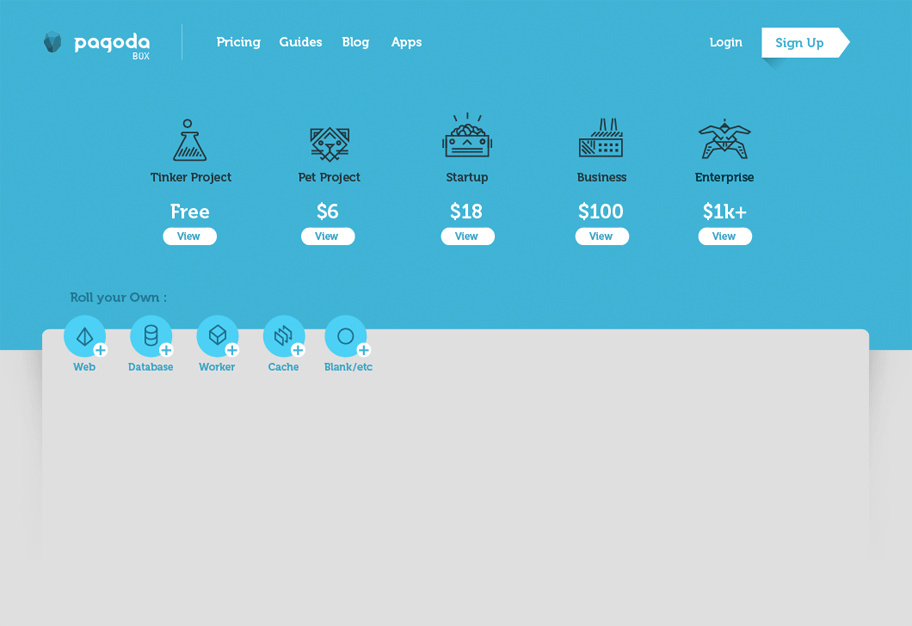 pagoda
BOX
Pricing Guides Blog Apps
Login
Sign Up
Tinker Project Pet Project Startup Business Enterprise
Free $6 $18 $100 $1k+
View View View View View
Roll your Own :
Web Database Worker Cache Blank/etc